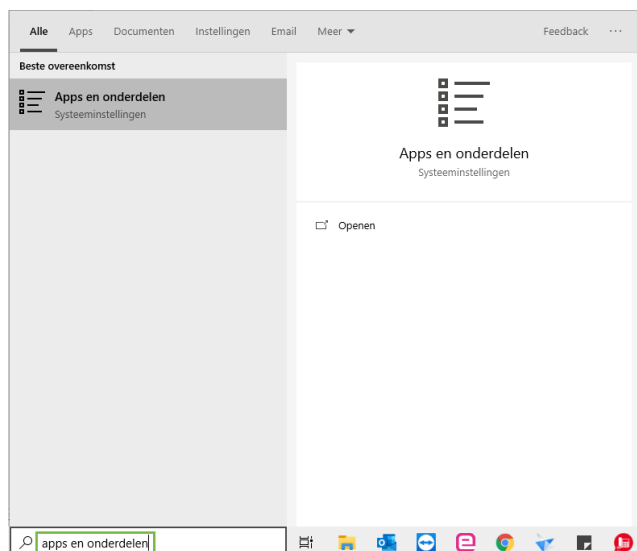 Alle Apps Documenten Instellingen Email Meer Feedback ...
Beste overeenkomst
Apps en onderdelen
Systeeminstellingen
Apps en onderdelen
Systeeminstellingen
Openen
apps en onderdelen